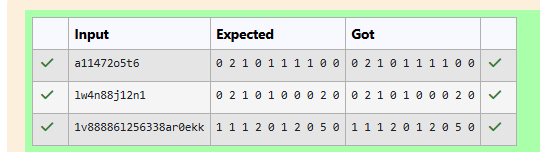 Input Expected Got
a11472o5t6 0 2 1 0 1 1 1 1 0 0 0 2 1 0 1 1 1 1 0 0
lw4n88j12n1 0 2 1 0 1 0 0 0 2 0 0 2 1 0 1 0 0 0 2 0
1v88886l256338ar0ekk 1 1 1 2 0 1 2 0 5 0 1 1 1 2 0 1 2 0 5 0